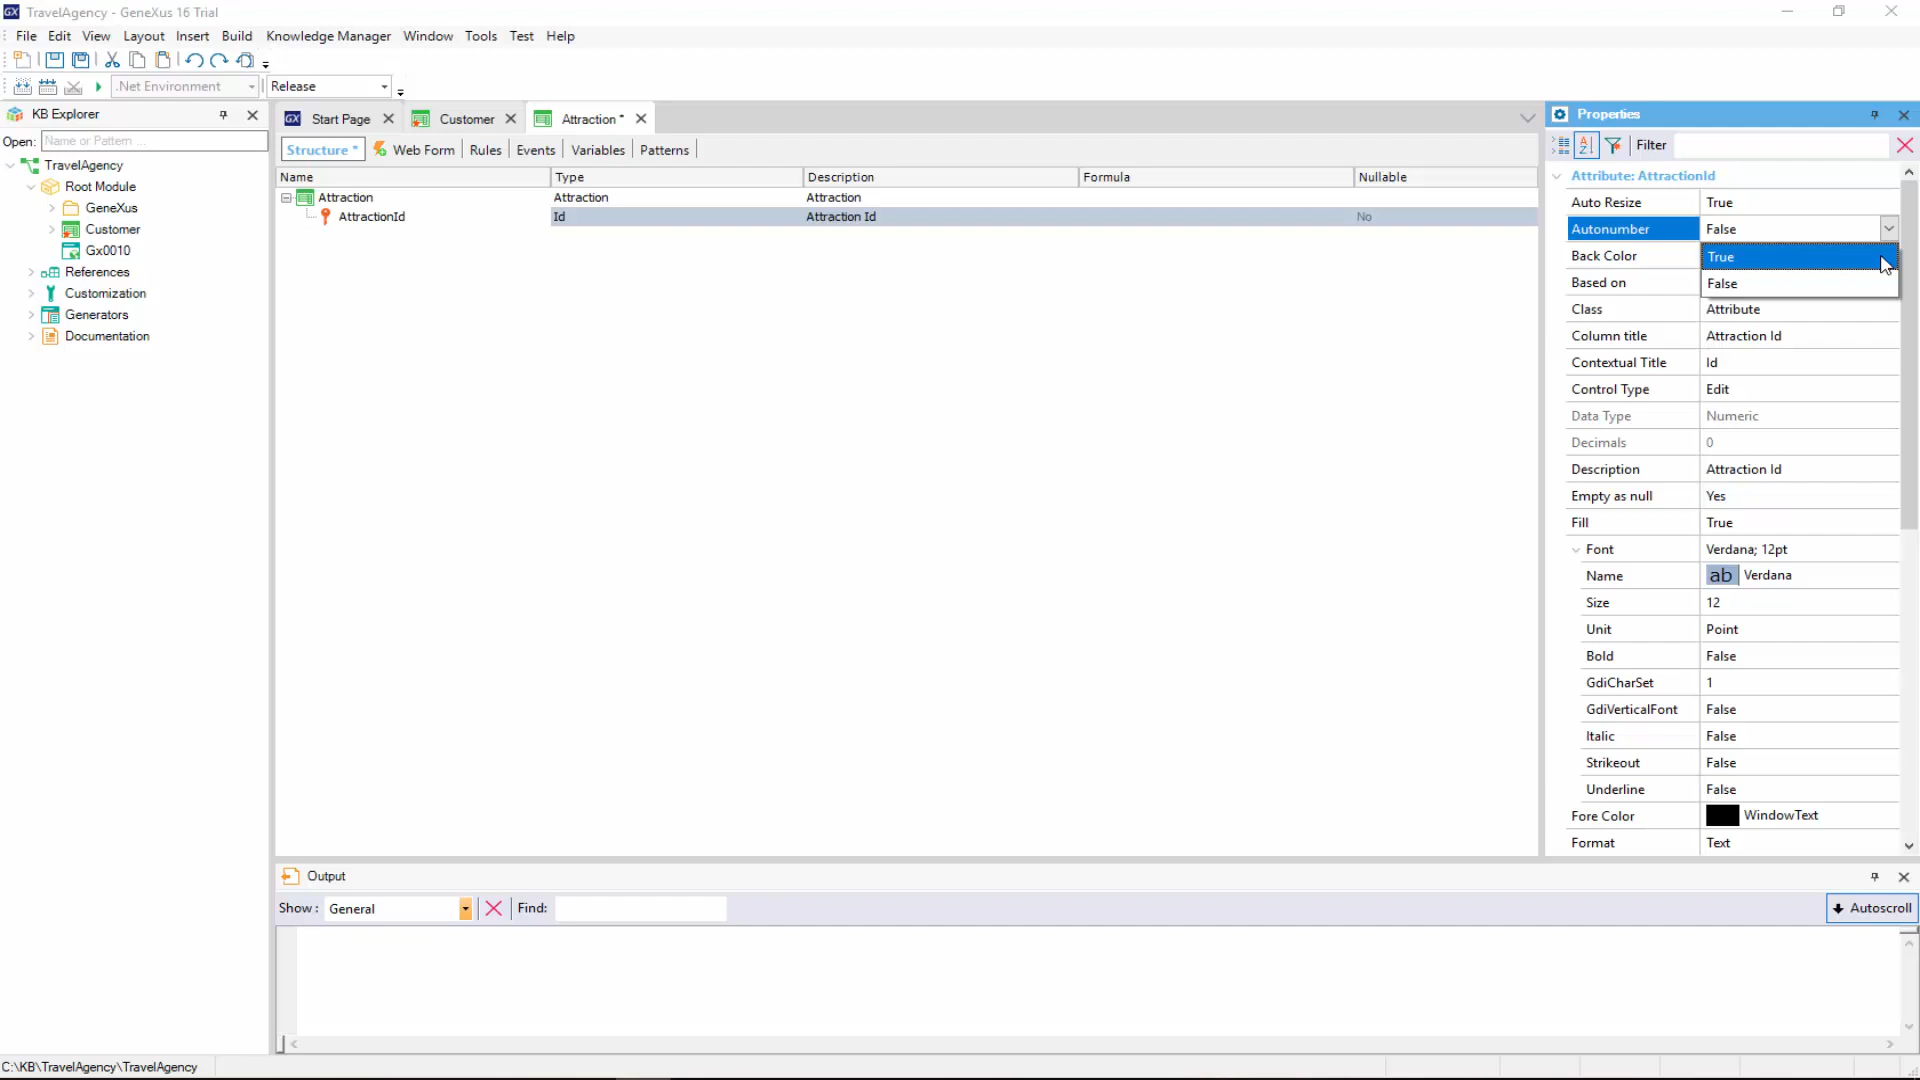 GX TravelAgency - GeneXus 16 Trial
File Edit View Layout Insert Build Knowledge Manager Window Tools Test Help
.Net Environment Release
KB Explorer
Open: Name or Pattern ...
TravelAgency
Root Module
GeneXus
Customer
Gx0010
References
Customization
Generators
Documentation
GX Start Page Customer Attraction *
Structure * Web Form Rules Events Variables Patterns
Name Type Description Formula Nullable
Attraction Attraction Attraction
AttractionId Id Attraction Id No
Properties
Filter
Attribute: AttractionId
Auto Resize True
Autonumber False
Back Color True
Based on False
Class Attribute
Column title Attraction Id
Contextual Title Id
Control Type Edit
Data Type Numeric
Decimals 0
Description Attraction Id
Empty as null Yes
Fill True
Font Verdana; 12pt
Name ab Verdana
Size 12
Unit Point
Bold False
GdiCharSet 1
GdiVerticalFont False
Italic False
Strikeout False
Underline False
Fore Color WindowText
Format Text
Output
Show : General Find: Autoscroll
C:\KB\TravelAgency\TravelAgency